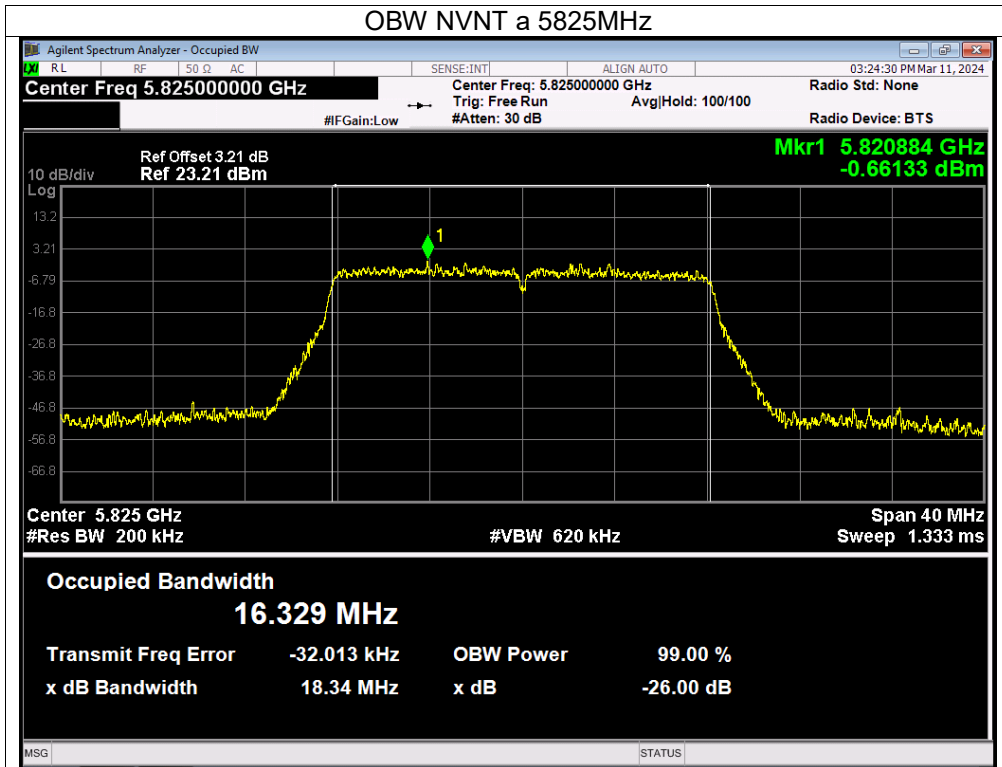 OBW NVNT a 5825MHz
Agilent Spectrum Analyzer - Occupied BW
LXI RL RF 50 Ω AC SENSE:INT ALIGN AUTO 03:24:30 PM Mar 11, 2024
Center Freq 5.825000000 GHz Center Freq: 5.825000000 GHz Radio Std: None
Trig: Free Run Avg|Hold: 100/100
#IFGain:Low #Atten: 30 dB Radio Device: BTS
Ref Offset 3.21 dB Mkr1 5.820884 GHz
10 dB/div Ref 23.21 dBm -0.66133 dBm
Log
13.2
1
3.21
-6.79
-16.8
-26.8
-36.8
-46.8
-56.8
-66.8
Center 5.825 GHz Span 40 MHz
#Res BW 200 kHz #VBW 620 kHz Sweep 1.333 ms
Occupied Bandwidth
16.329 MHz
Transmit Freq Error -32.013 kHz OBW Power 99.00 %
x dB Bandwidth 18.34 MHz x dB -26.00 dB
MSG STATUS